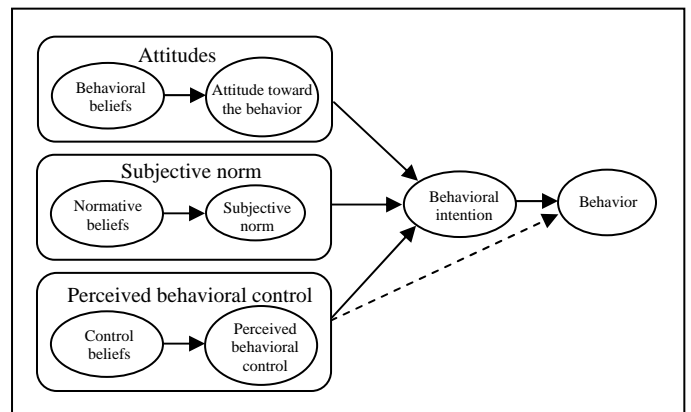 Attitudes
Behavioral
beliefs
Attitude toward
the behavior
Subjective norm
Normative
beliefs
Subjective
norm
Perceived behavioral control
Control
beliefs
Perceived
behavioral
control
Behavioral
intention
Behavior